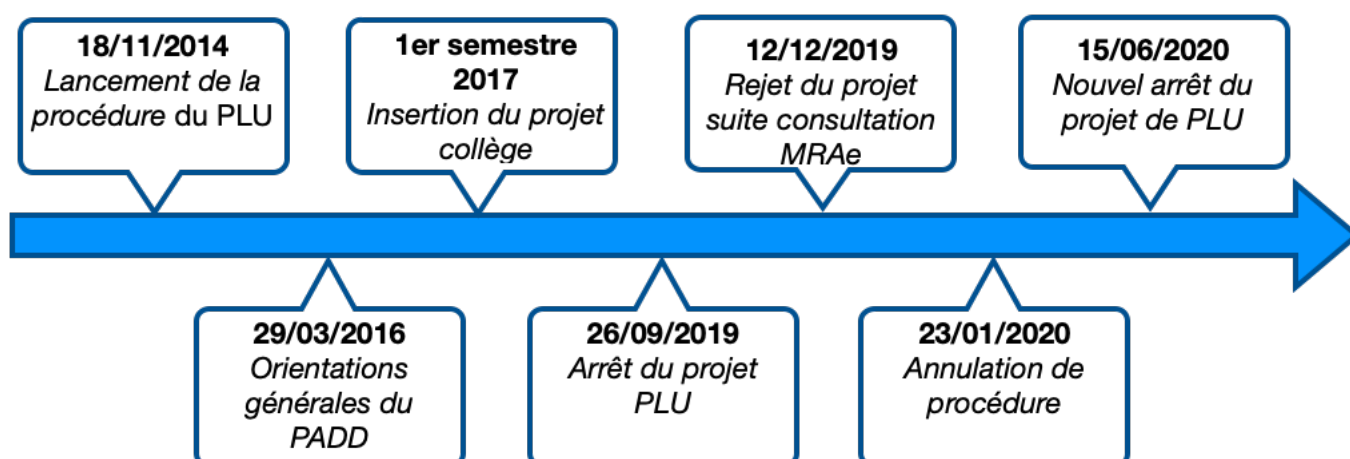 18/11/2014
Lancement de la
procédure du PLU
1er semestre
2017
Insertion du projet
collège
12/12/2019
Rejet du projet
suite consultation
MRAe
15/06/2020
Nouvel arrêt du
projet de PLU
29/03/2016
Orientations
générales du
PADD
26/09/2019
Arrêt du projet
PLU
23/01/2020
Annulation de
procédure